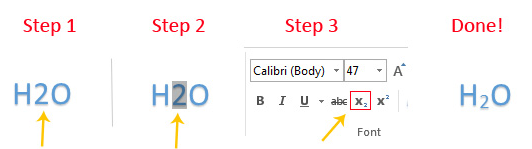 Step 1
H2O
Step 2
H2O
Step 3
Calibri (Body) 47 A
B I U abc X₂ X²
Font
Done!
H₂O